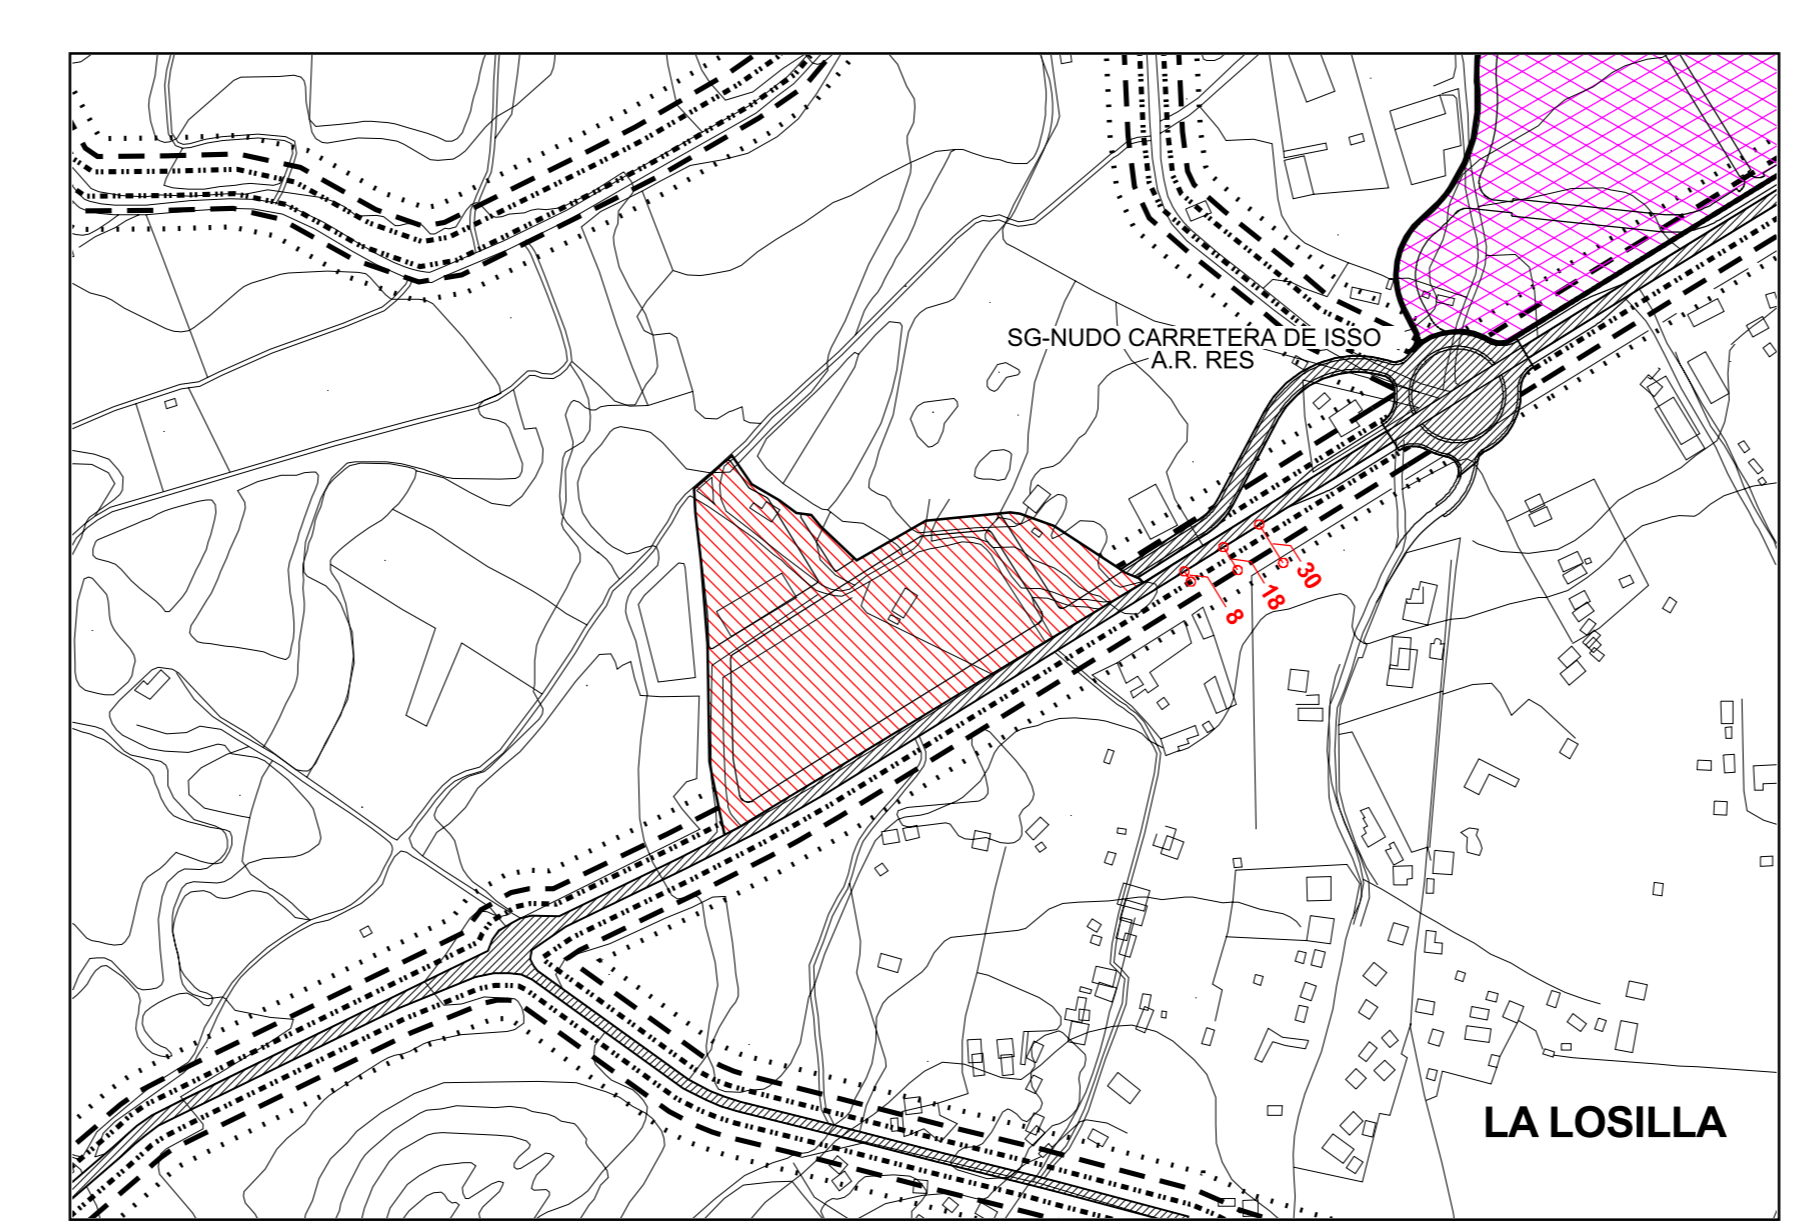 SG-NUDO CARRETERA DE ISSO
A.R. RES
30
18
8
LA LOSILLA